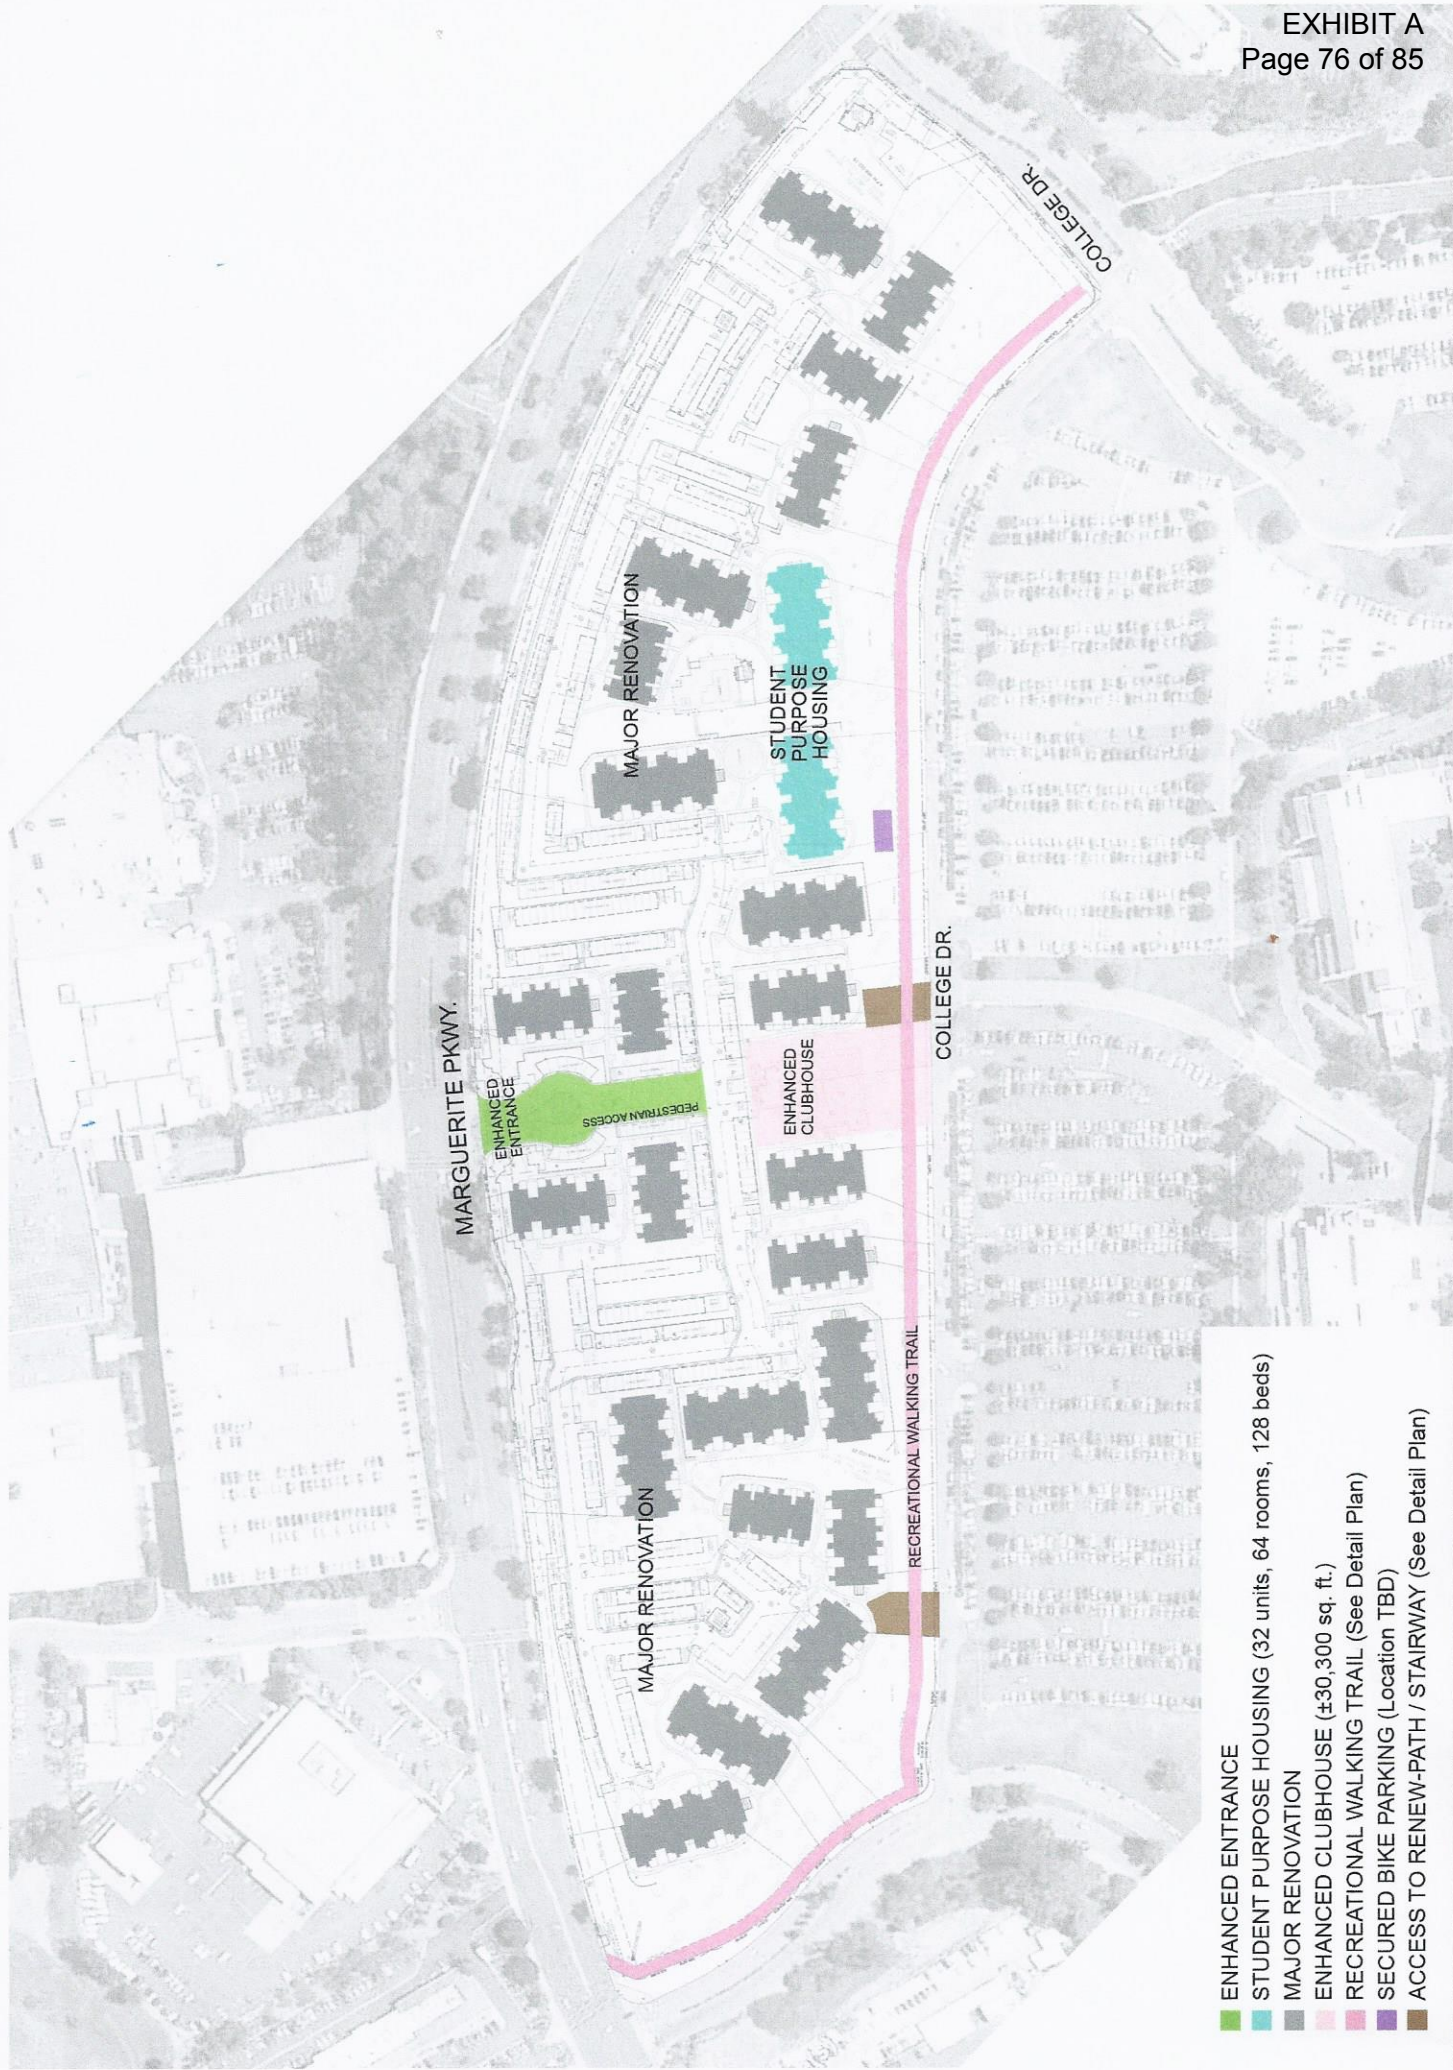 EXHIBIT A
Page 76 of 85
COLLEGE DR.
MAJOR RENOVATION
STUDENT
PURPOSE
HOUSING
MARGUERITE PKWY.
ENHANCED
ENTRANCE
PEDESTRIAN ACCESS
ENHANCED
CLUBHOUSE
COLLEGE DR.
MAJOR RENOVATION
RECREATIONAL WALKING TRAIL
ENHANCED ENTRANCE
STUDENT PURPOSE HOUSING (32 units, 64 rooms, 128 beds)
MAJOR RENOVATION
ENHANCED CLUBHOUSE (±30,300 sq. ft.)
RECREATIONAL WALKING TRAIL (See Detail Plan)
SECURED BIKE PARKING (Location TBD)
ACCESS TO RENEW-PATH / STAIRWAY (See Detail Plan)